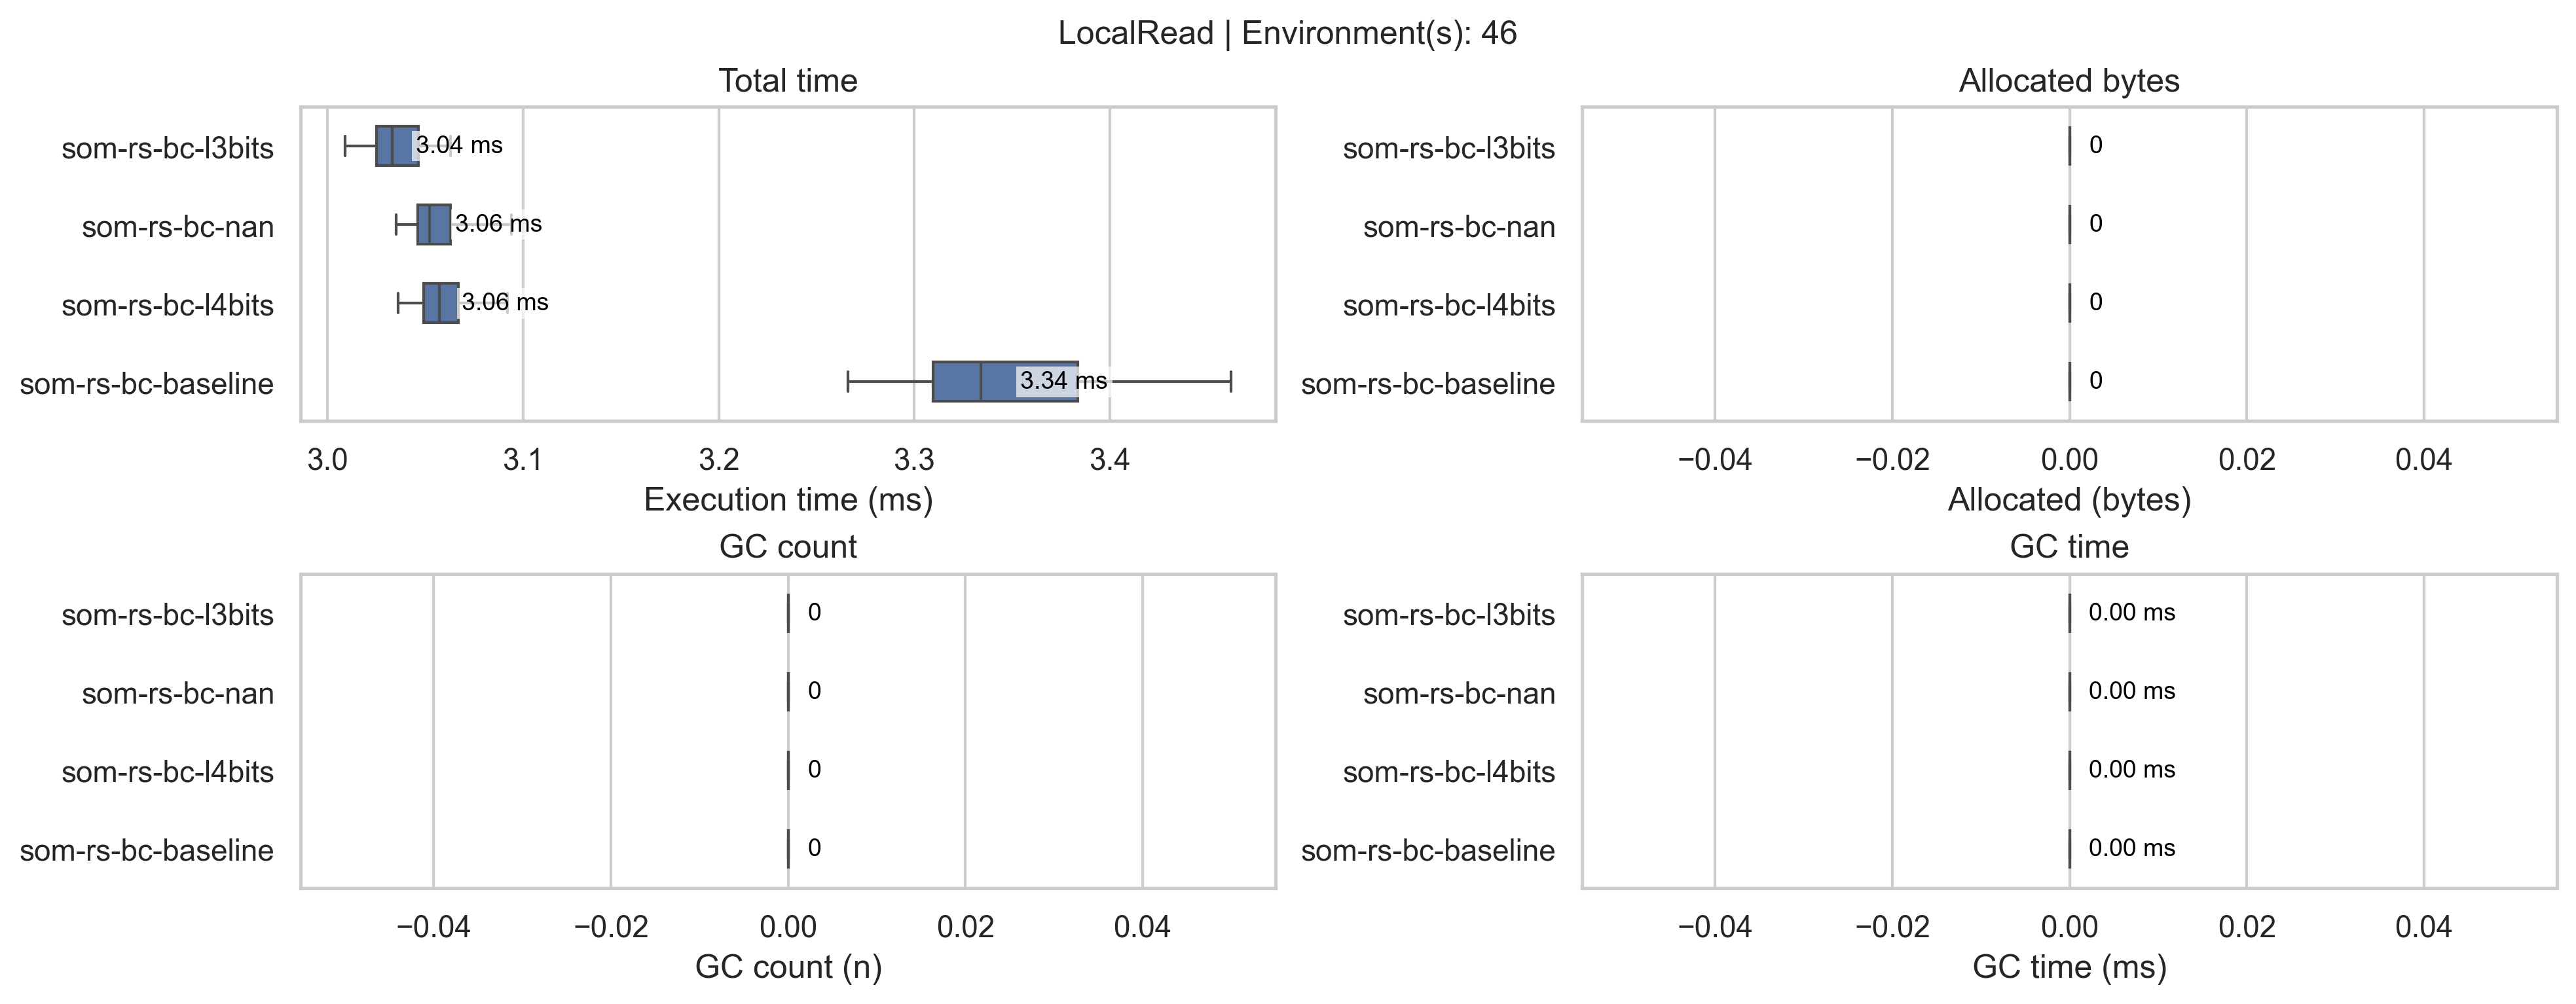 LocalRead | Environment(s): 46
Total time
som-rs-bc-l3bits
3.04 ms
som-rs-bc-nan
3.06 ms
som-rs-bc-l4bits
3.06 ms
som-rs-bc-baseline
3.34 ms
3.0 3.1 3.2 3.3 3.4
Execution time (ms)
Allocated bytes
som-rs-bc-l3bits
0
som-rs-bc-nan
0
som-rs-bc-l4bits
0
som-rs-bc-baseline
0
−0.04 −0.02 0.00 0.02 0.04
Allocated (bytes)
GC count
som-rs-bc-l3bits
0
som-rs-bc-nan
0
som-rs-bc-l4bits
0
som-rs-bc-baseline
0
−0.04 −0.02 0.00 0.02 0.04
GC count (n)
GC time
som-rs-bc-l3bits
0.00 ms
som-rs-bc-nan
0.00 ms
som-rs-bc-l4bits
0.00 ms
som-rs-bc-baseline
0.00 ms
−0.04 −0.02 0.00 0.02 0.04
GC time (ms)